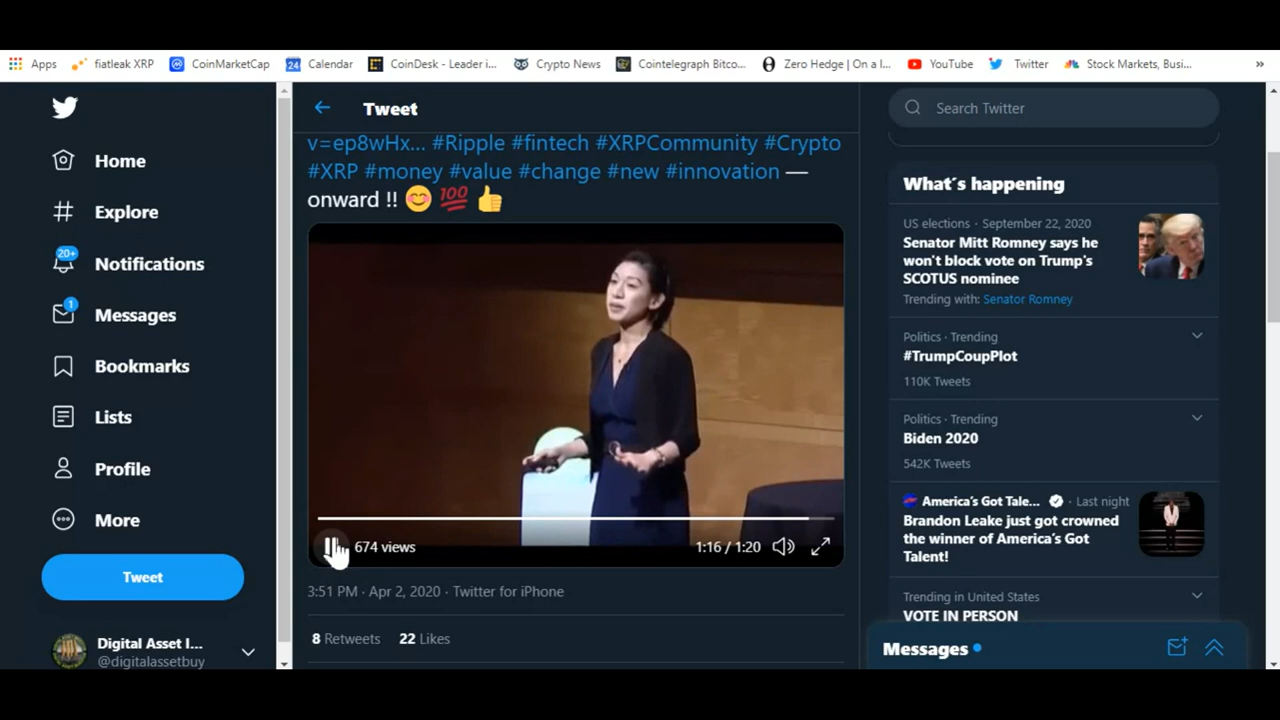 Apps
fiatleak XRP
CoinMarketCap
24
Calendar
CoinDesk - Leader i...
Crypto News
Cointelegraph Bitco...
Zero Hedge | On a l...
YouTube
Twitter
Stock Markets, Busi...
»
Home
Explore
20+
Notifications
1
Messages
Bookmarks
Lists
Profile
More
Tweet
Digital Asset I...
@digitalassetbuy
Tweet
v=ep8wHx... #Ripple #fintech #XRPCommunity #Crypto
#XRP #money #value #change #new #innovation —
onward !! 😊 💯 👍
674 views
1:16 / 1:20
3:51 PM · Apr 2, 2020 · Twitter for iPhone
8 Retweets 22 Likes
Search Twitter
What´s happening
US elections · September 22, 2020
Senator Mitt Romney says he
won't block vote on Trump's
SCOTUS nominee
Trending with: Senator Romney
Politics · Trending
#TrumpCoupPlot
110K Tweets
Politics · Trending
Biden 2020
542K Tweets
America's Got Tale... · Last night
Brandon Leake just got crowned
the winner of America's Got
Talent!
Trending in United States
VOTE IN PERSON
Messages